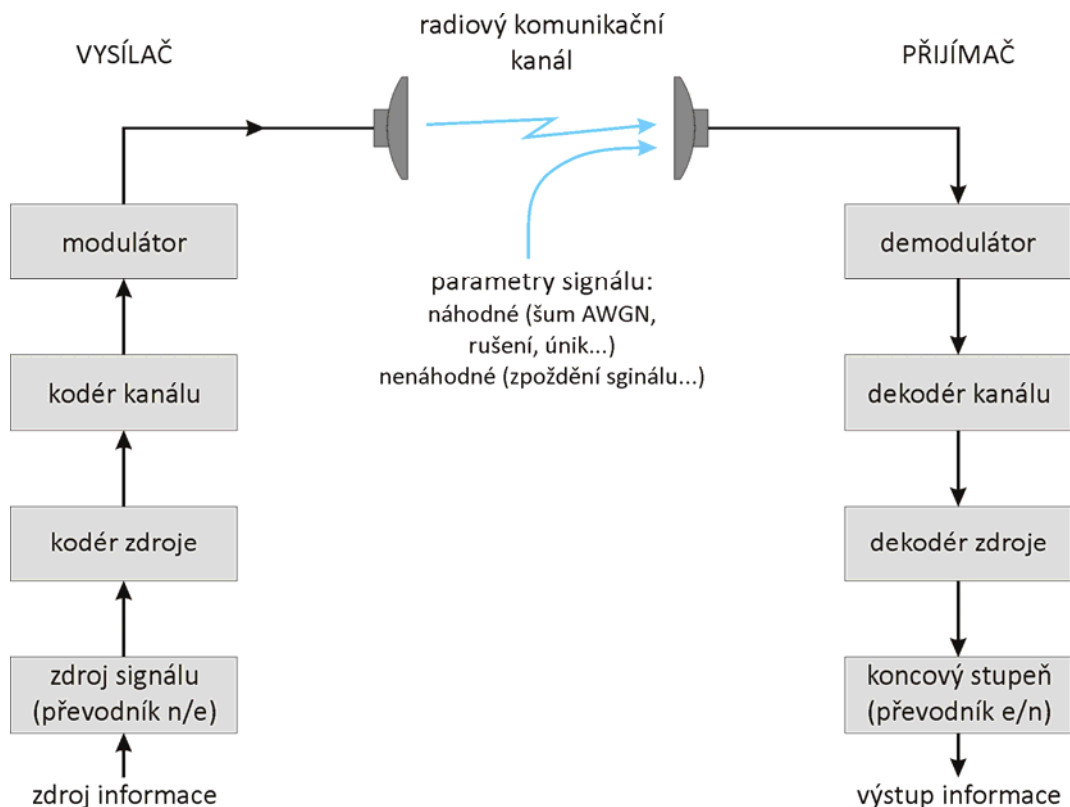 VYSÍLAČ
radiový komunikační
kanál
PŘIJÍMAČ
modulátor
kodér kanálu
kodér zdroje
zdroj signálu
(převodník n/e)
zdroj informace
parametry signálu:
náhodné (šum AWGN,
rušení, únik...)
nenáhodné (zpoždění sginálu...)
demodulátor
dekodér kanálu
dekodér zdroje
koncový stupeň
(převodník e/n)
výstup informace